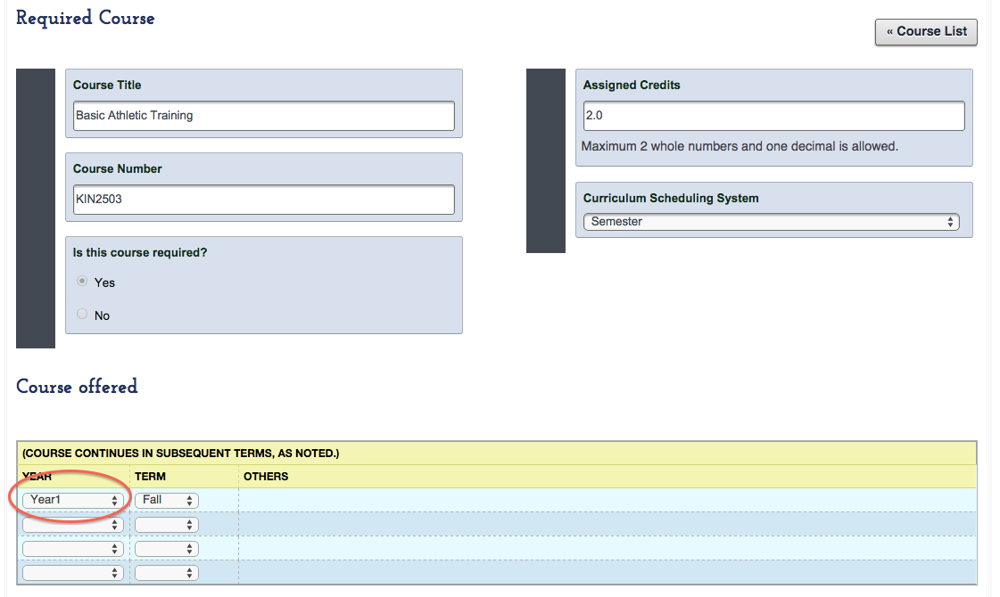 Required Course
« Course List
Course Title
Basic Athletic Training
Course Number
KIN2503
Is this course required?
Yes
No
Assigned Credits
2.0
Maximum 2 whole numbers and one decimal is allowed.
Curriculum Scheduling System
Semester
Course offered
(COURSE CONTINUES IN SUBSEQUENT TERMS, AS NOTED.)
YEAR TERM OTHERS
Year1 Fall